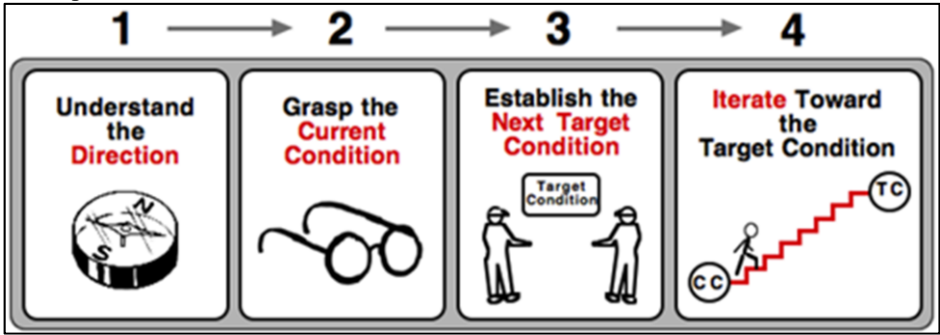 1 2 3 4
Understand
the
Direction
N
S
Grasp the
Current
Condition
Establish the
Next Target
Condition
Target
Condition
Iterate Toward
the
Target Condition
TC
CC